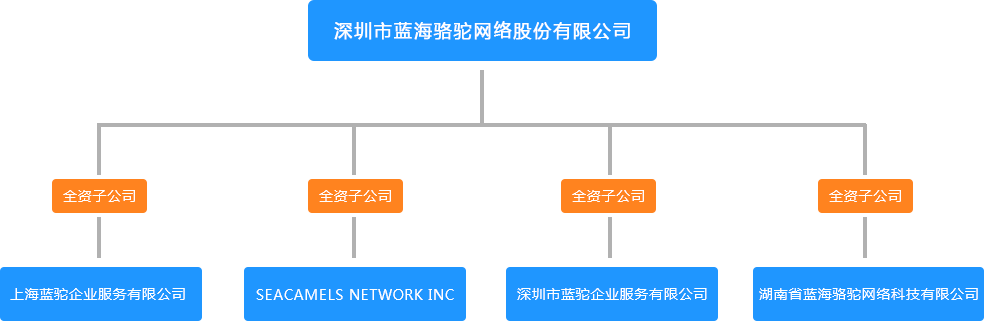 深圳市蓝海骆驼网络股份有限公司
全资子公司
全资子公司
全资子公司
全资子公司
上海蓝驼企业服务有限公司
SEACAMELS NETWORK INC
深圳市蓝驼企业服务有限公司
湖南省蓝海骆驼网络科技有限公司